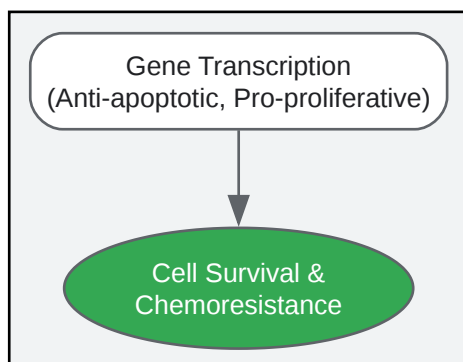 Gene Transcription
(Anti-apoptotic, Pro-proliferative)
Cell Survival &
Chemoresistance